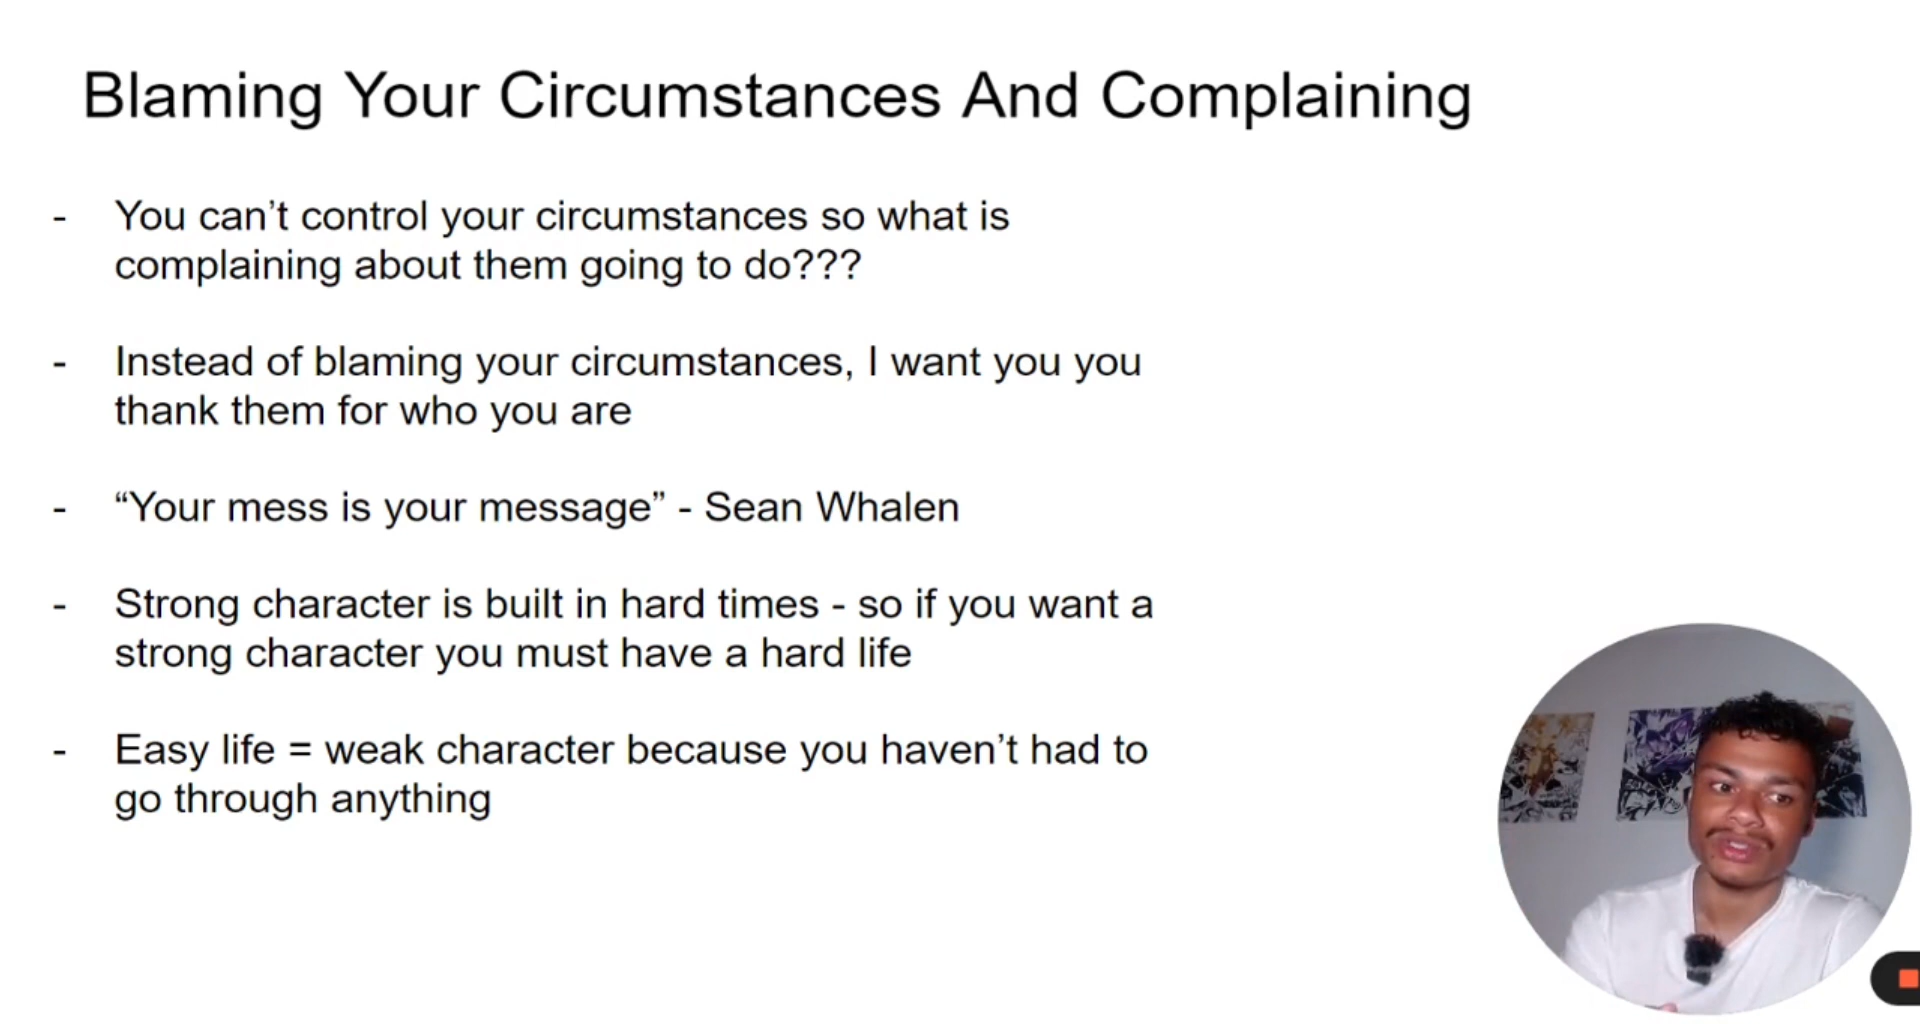 Blaming Your Circumstances And Complaining
- You can’t control your circumstances so what is
complaining about them going to do???
- Instead of blaming your circumstances, I want you you
thank them for who you are
- “Your mess is your message” - Sean Whalen
- Strong character is built in hard times - so if you want a
strong character you must have a hard life
- Easy life = weak character because you haven’t had to
go through anything